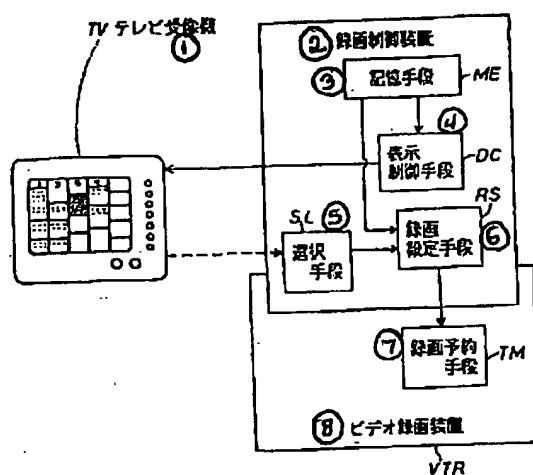 TV テレビ受像機
①
② 録画制御装置
③ 記憶手段 ME
④
表示
制御手段 DC
RS
SL ⑤
選択
手段
録画
設定手段 ⑥
⑦ 録画予約
手段 TM
⑧ ビデオ録画装置
VTR